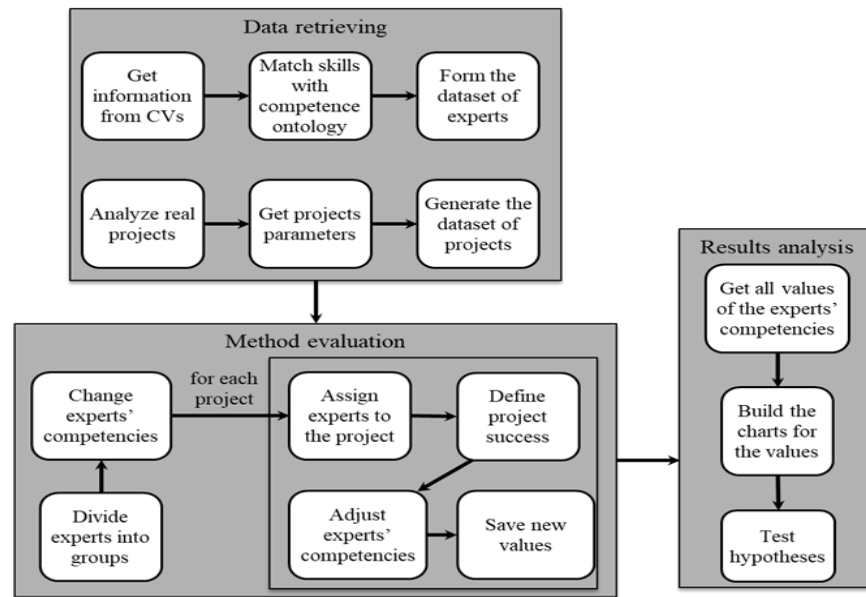 Data retrieving
Get
information
from CVs
Match skills
with
competence
ontology
Form the
dataset of
experts
Analyze real
projects
Get projects
parameters
Generate the
dataset of
projects
Method evaluation
Change
experts’
competencies
for each
project
Assign
experts to
the project
Define
project
success
Divide
experts into
groups
Adjust
experts’
competencies
Save new
values
Results analysis
Get all values
of the experts’
competencies
Build the
charts for
the values
Test
hypotheses